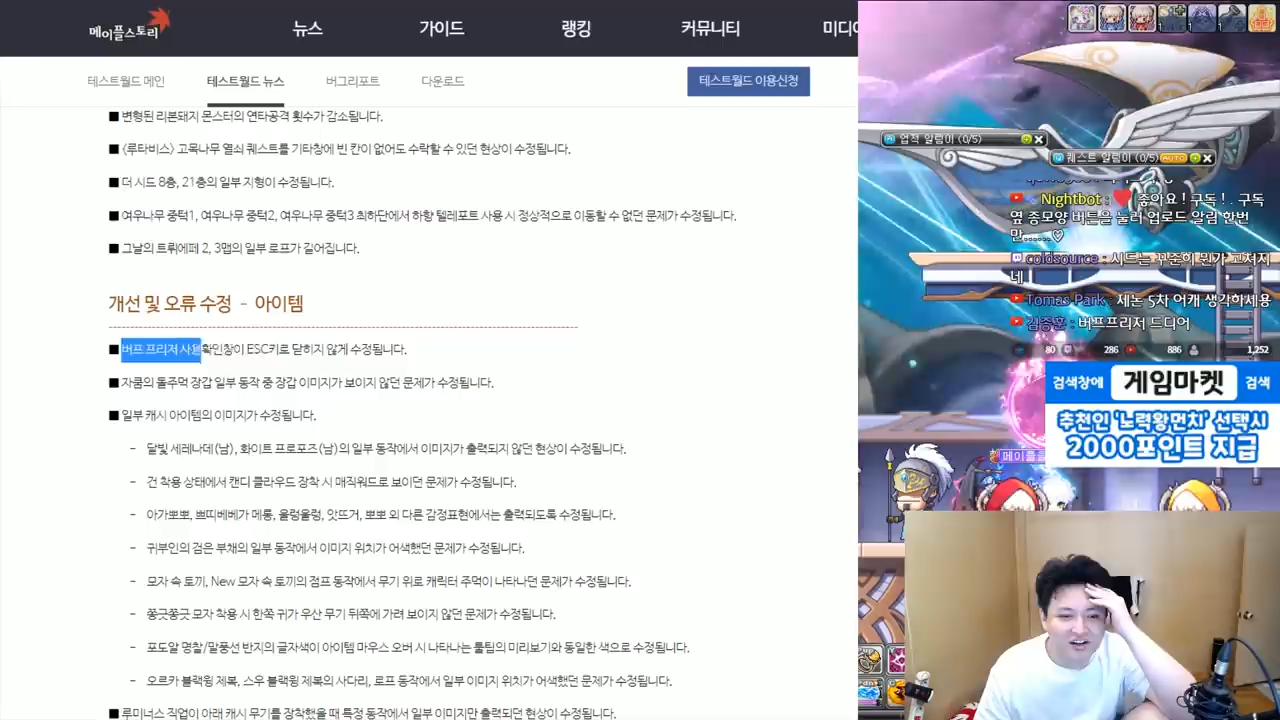 메이플스토리
뉴스
가이드
랭킹
커뮤니티
테스트월드 메인
테스트월드 뉴스
버그리포트
다운로드
테스트월드 이용신청
■ 변형된 리본돼지 몬스터의 연타공격 횟수가 감소됩니다.
■ <루타비스> 고목나무 열쇠 퀘스트를 기타창에 빈 칸이 없어도 수락할 수 있던 현상이 수정됩니다.
■ 더 시드 8층, 21층의 일부 지형이 수정됩니다.
■ 여우나무 중턱1, 여우나무 중턱2, 여우나무 중턱3 최하단에서 하향 텔레포트 사용 시 정상적으로 이동할 수 없던 문제가 수정됩니다.
■ 그날의 트뤼에페 2, 3맵의 일부 로프가 길어집니다.
개선 및 오류 수정 - 아이템
■ 버프 프리저 사용 확인창이 ESC키로 닫히지 않게 수정됩니다.
■ 자쿰의 돌주먹 장갑 일부 동작 중 장갑 이미지가 보이지 않던 문제가 수정됩니다.
■ 일부 캐시 아이템의 이미지가 수정됩니다.
- 달빛 세레나데(남), 화이트 프로포즈(남)의 일부 동작에서 이미지가 출력되지 않던 현상이 수정됩니다.
- 건 착용 상태에서 캔디 클라우드 장착 시 매직워드로 보이던 문제가 수정됩니다.
- 아가뽀뽀, 쁘띠베베가 메롱, 울렁울렁, 앗뜨거, 뽀뽀 외 다른 감정표현에서는 출력되도록 수정됩니다.
- 귀부인의 검은 부채의 일부 동작에서 이미지 위치가 어색했던 문제가 수정됩니다.
- 모자 속 토끼, New 모자 속 토끼의 점프 동작에서 무기 위로 캐릭터 주먹이 나타나던 문제가 수정됩니다.
- 쫑긋쫑긋 모자 착용 시 한쪽 귀가 우산 무기 뒤쪽에 가려 보이지 않던 문제가 수정됩니다.
- 포도알 명찰/말풍선 반지의 글자색이 아이템 마우스 오버 시 나타나는 툴팁의 미리보기와 동일한 색으로 수정됩니다.
- 오르카 블랙윙 제복, 스우 블랙윙 제복의 사다리, 로프 동작에서 일부 이미지 위치가 어색했던 문제가 수정됩니다.
■ 루미너스 직업이 아래 캐시 무기를 장착했을 때 특정 동작에서 일부 이미지만 출력되던 현상이 수정됩니다.
업적 알림이 (0/5)
퀘스트 알림이 (0/5) AUTO
Nightbot : 좋아요! 구독! . 구독
옆 종모양 버튼을 눌러 업로드 알림 한번
만......♡
coldsource : 시드는 꾸준히 뭔가 고쳐지
네
Tomas Park : 제논 5차 어캐 생각하세용
김종훈 : 버프프리저 드디어
80 286 886 1,252
검색창에 게임마켓 검색
추천인 '노력왕먼치' 선택시
2000포인트 지급